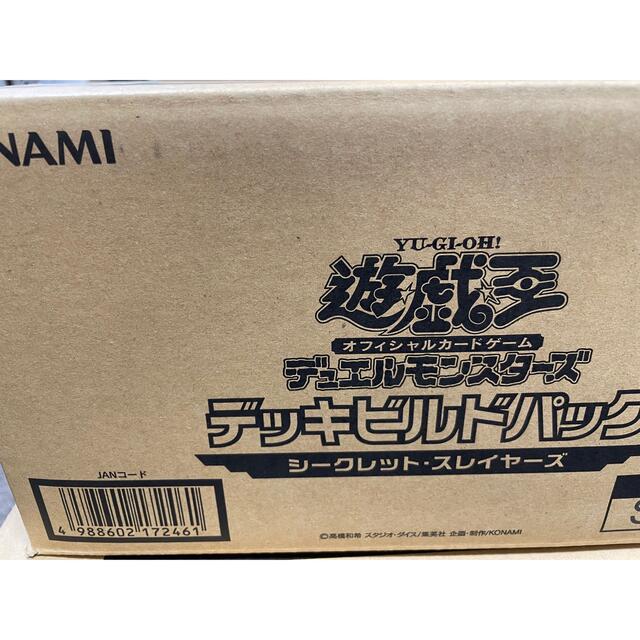 NAMI
YU-GI-OH!
遊戯王
オフィシャルカードゲーム
デュエルモンスターズ
デッキビルドパック
シークレット・スレイヤーズ
JANコード
4 988602 172461
S
©高橋和希 スタジオ・ダイス/集英社 企画・制作/KONAMI